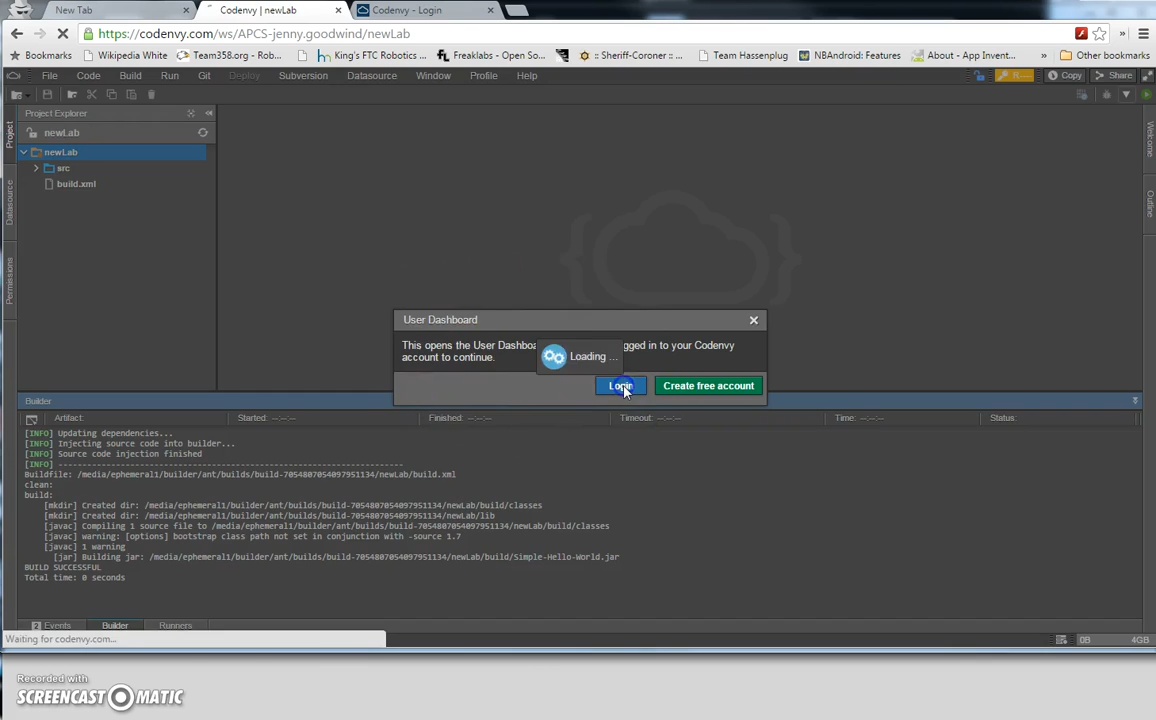 New Tab
Codenvy | newLab
Codenvy - Login
https://codenvy.com/ws/APCS-jenny.goodwind/newLab
Bookmarks Wikipedia White Team358.org - Rob... King's FTC Robotics ... Freaklabs - Open So... :: Sheriff-Coroner :: ... Team Hassenplug NBAndroid: Features About - App Invent... » Other bookmarks
File Code Build Run Git Deploy Subversion Datasource Window Profile Help Copy Share
Project Explorer
newLab
newLab
src
build.xml
Project
Datasource
Permissions
Welcome
Outline
User Dashboard
This opens the User Dashboa gged in to your Codenvy
account to continue.
Loading ...
Login Create free account
Builder
Artifact: Started: --:--:-- Finished: --:--:-- Timeout: --:--:-- Time: --:--:-- Status:
[INFO] Updating dependencies...
[INFO] Injecting source code into builder...
[INFO] Source code injection finished
[INFO] ------------------------------------------------------------------------
Buildfile: /media/ephemeral1/builder/ant/builds/build-7054807054097951134/newLab/build.xml
clean:
build:
[mkdir] Created dir: /media/ephemeral1/builder/ant/builds/build-7054807054097951134/newLab/build/classes
[mkdir] Created dir: /media/ephemeral1/builder/ant/builds/build-7054807054097951134/newLab/lib
[javac] Compiling 1 source file to /media/ephemeral1/builder/ant/builds/build-7054807054097951134/newLab/build/classes
[javac] warning: [options] bootstrap class path not set in conjunction with -source 1.7
[javac] 1 warning
[jar] Building jar: /media/ephemeral1/builder/ant/builds/build-7054807054097951134/newLab/build/Simple-Hello-World.jar
BUILD SUCCESSFUL
Total time: 0 seconds
2 Events Builder Runners
Waiting for codenvy.com...
0B 4GB
Recorded with
SCREENCAST MATIC